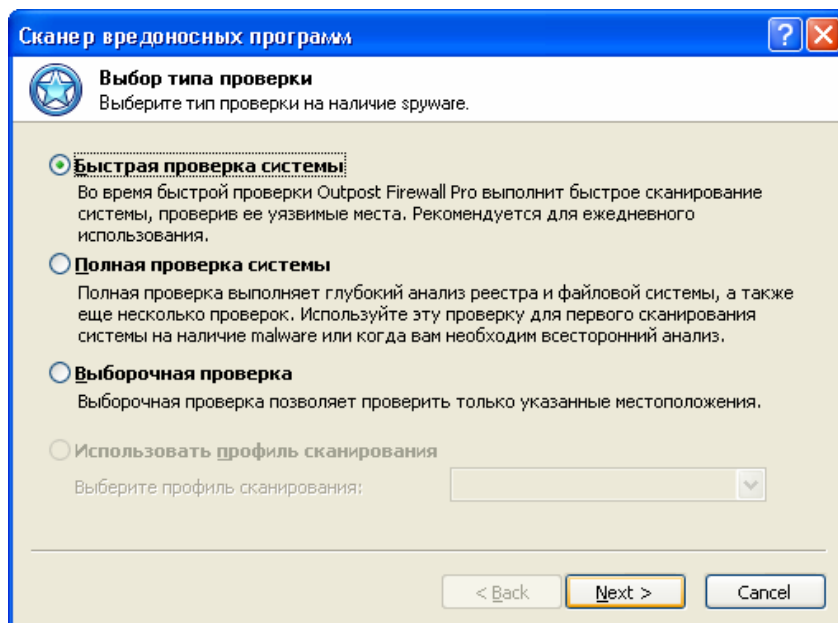 Сканер вредоносных программ
Выбор типа проверки
Выберите тип проверки на наличие spyware.
Быстрая проверка системы
Во время быстрой проверки Outpost Firewall Pro выполнит быстрое сканирование
системы, проверив ее уязвимые места. Рекомендуется для ежедневного
использования.
Полная проверка системы
Полная проверка выполняет глубокий анализ реестра и файловой системы, а также
еще несколько проверок. Используйте эту проверку для первого сканирования
системы на наличие malware или когда вам необходим всесторонний анализ.
Выборочная проверка
Выборочная проверка позволяет проверить только указанные местоположения.
Использовать профиль сканирования
Выберите профиль сканирования:
< Back Next > Cancel